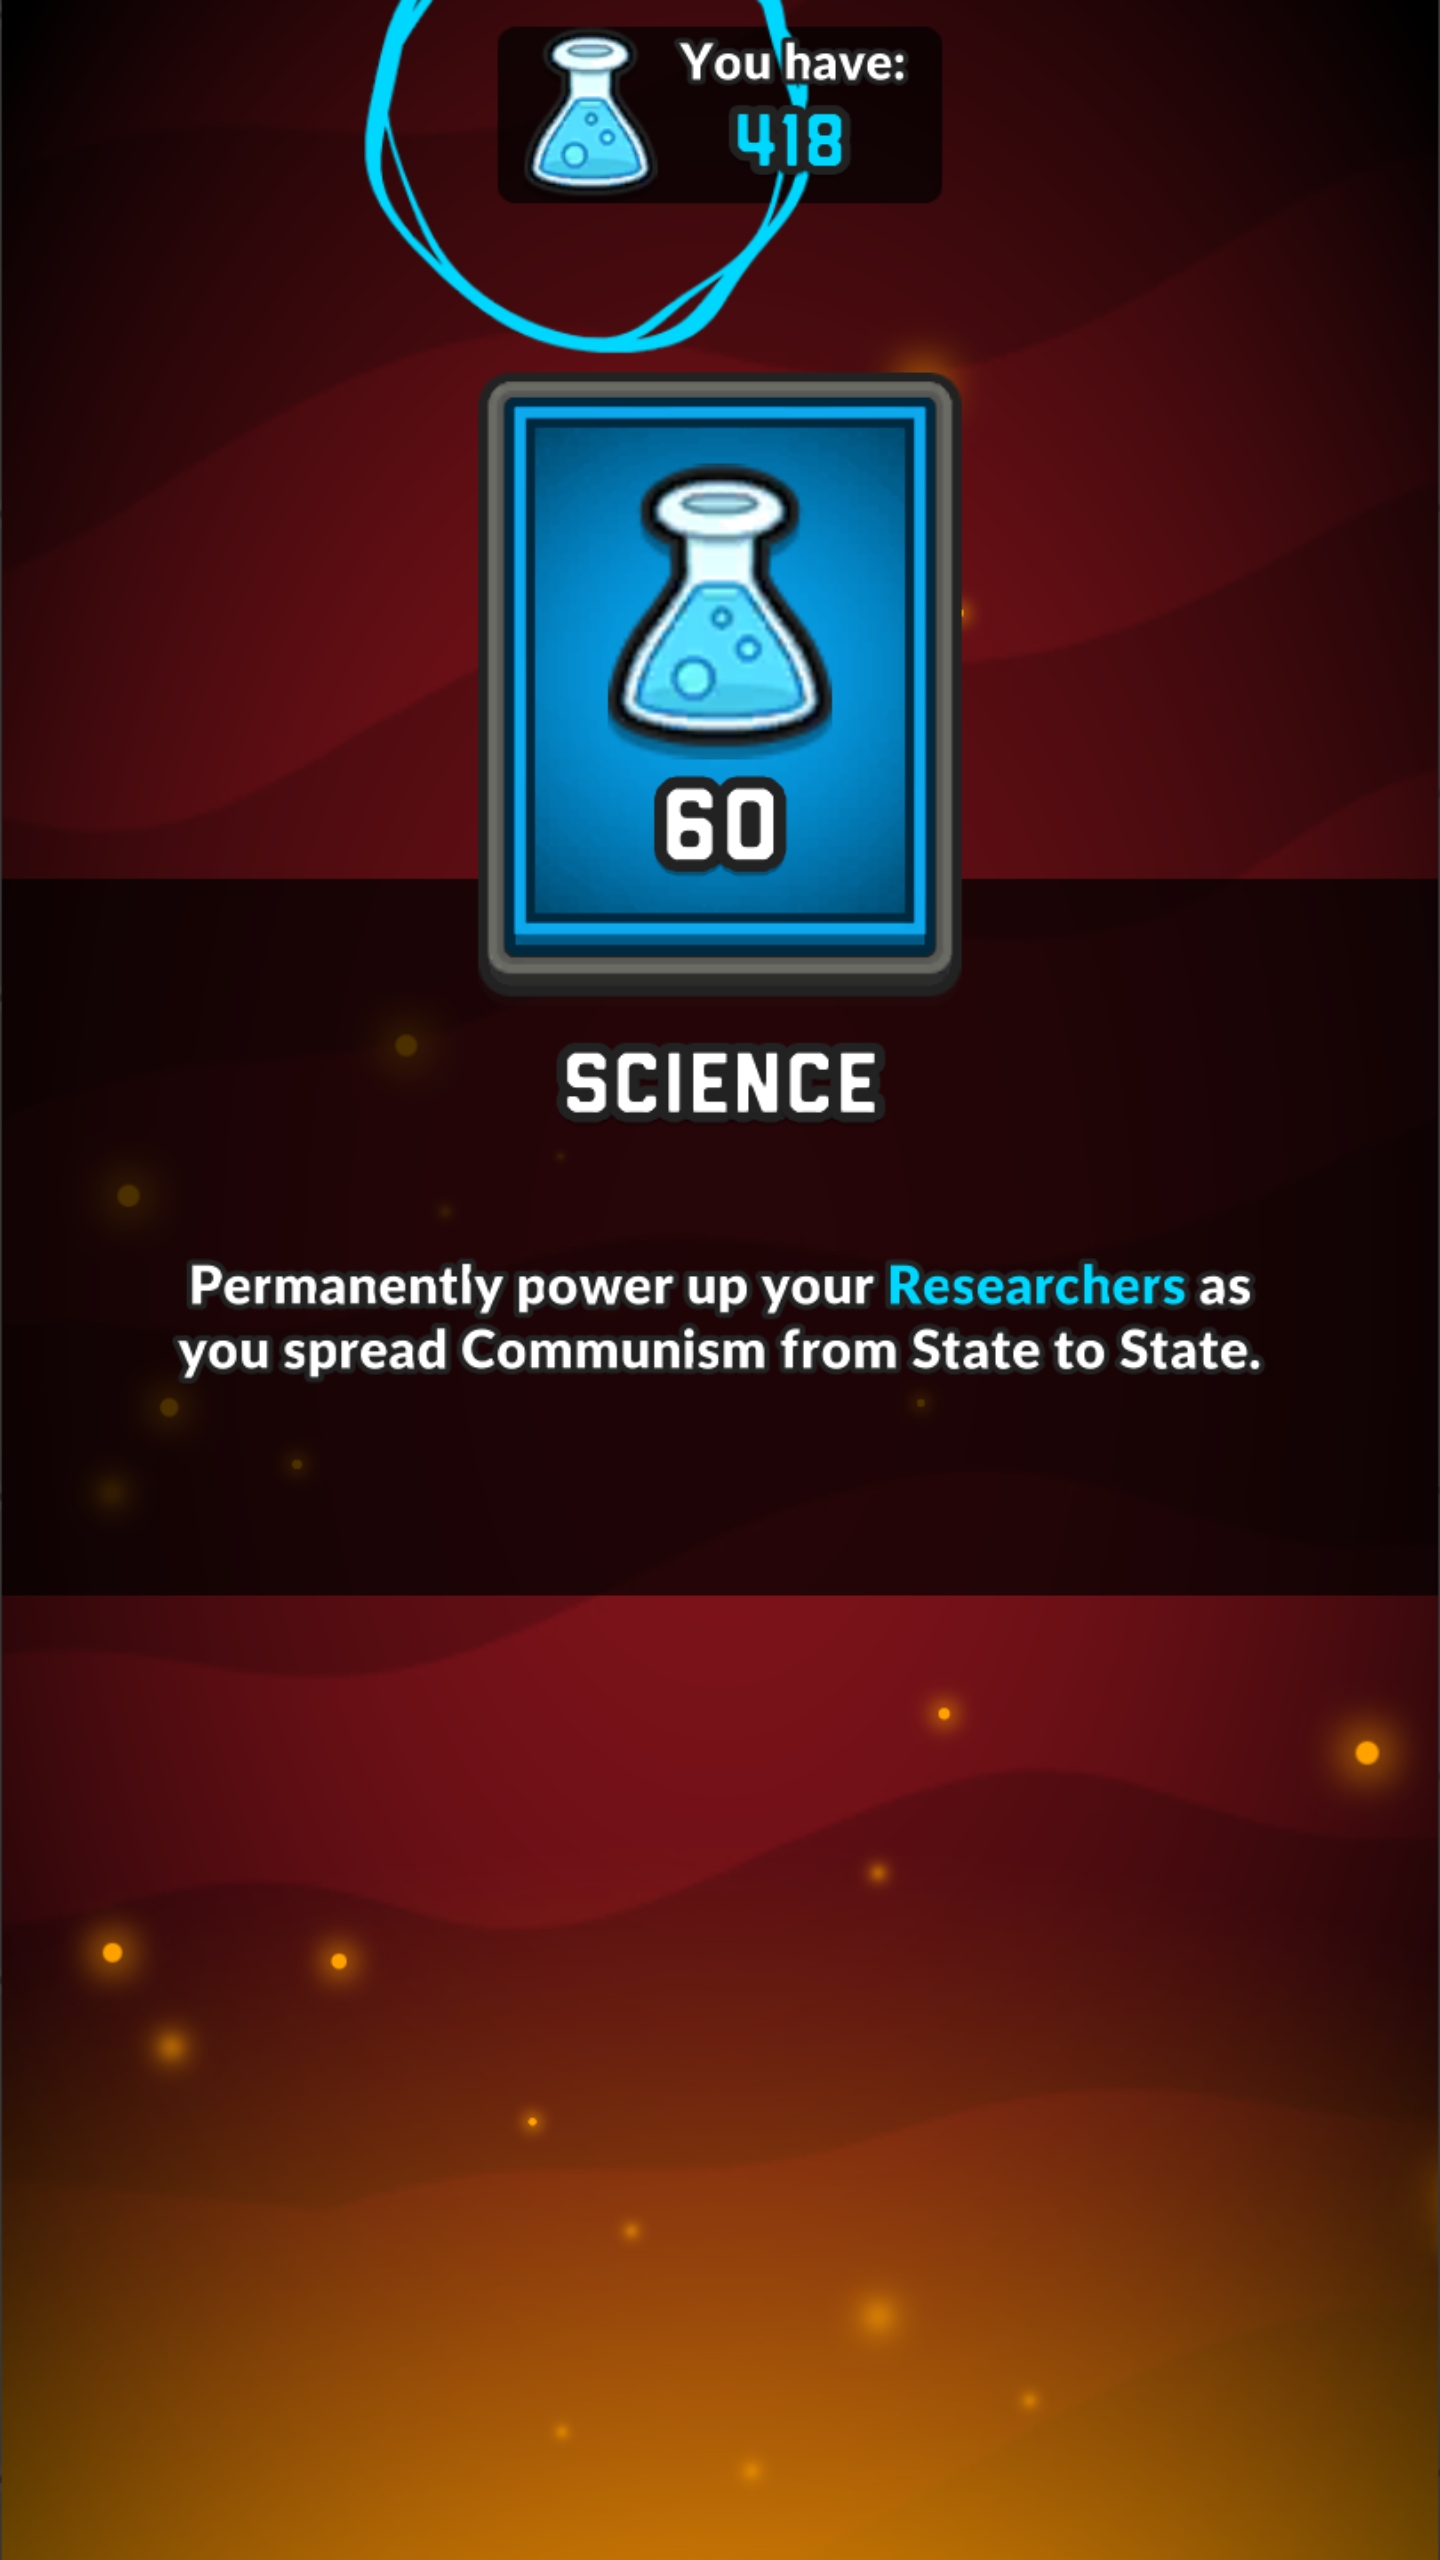 You have:
418
60
SCIENCE
Permanently power up your Researchers as
you spread Communism from State to State.